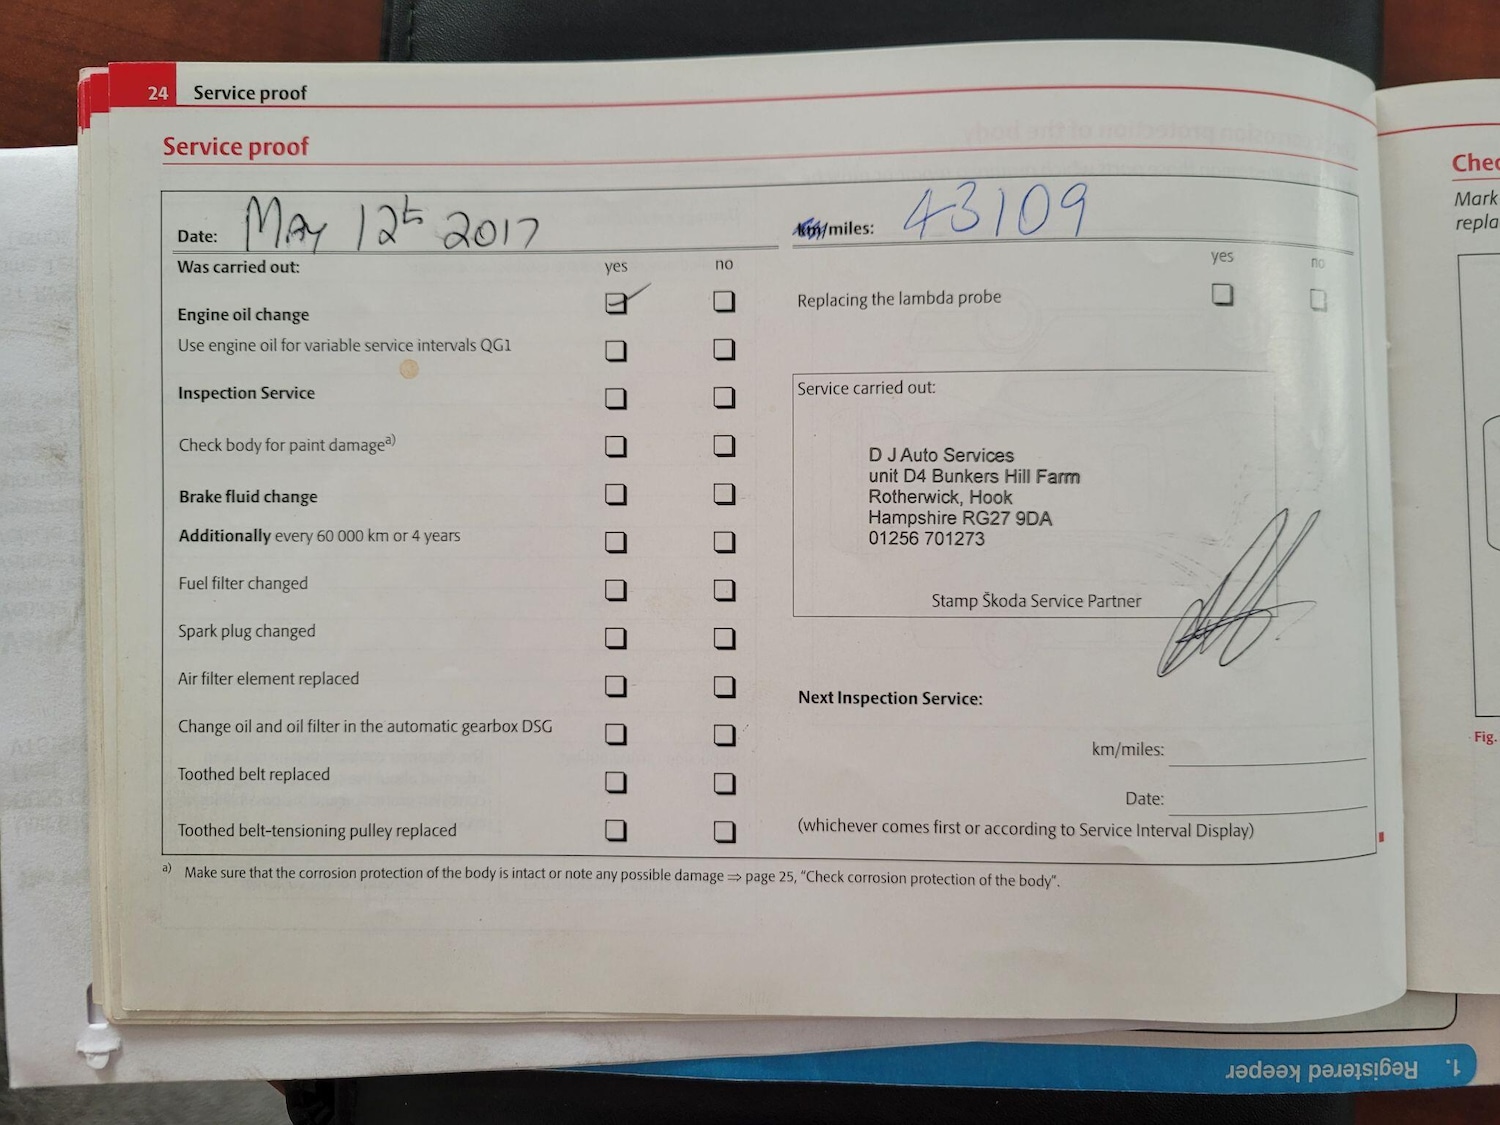 24 Service proof
Service proof
Date: May 12th 2017
km/miles: 43109
Was carried out: yes no
Engine oil change
Use engine oil for variable service intervals QG1
Inspection Service
Check body for paint damage a)
Brake fluid change
Additionally every 60 000 km or 4 years
Fuel filter changed
Spark plug changed
Air filter element replaced
Change oil and oil filter in the automatic gearbox DSG
Toothed belt replaced
Toothed belt-tensioning pulley replaced
yes no
Replacing the lambda probe
Service carried out:
D J Auto Services
unit D4 Bunkers Hill Farm
Rotherwick, Hook
Hampshire RG27 9DA
01256 701273
Stamp Škoda Service Partner
Next Inspection Service:
km/miles:
Date:
(whichever comes first or according to Service Interval Display)
a) Make sure that the corrosion protection of the body is intact or note any possible damage ⇒ page 25, "Check corrosion protection of the body".
Mark
Fig.
1. Registered keeper